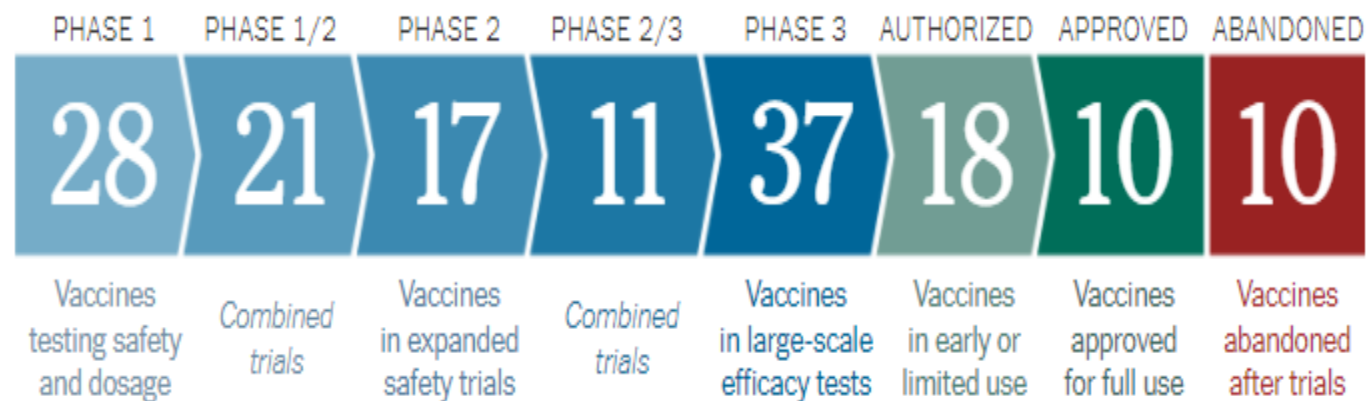 PHASE 1 PHASE 1/2 PHASE 2 PHASE 2/3 PHASE 3 AUTHORIZED APPROVED ABANDONED
28 21 17 11 37 18 10 10
Vaccines
testing safety
and dosage
Combined
trials
Vaccines
in expanded
safety trials
Combined
trials
Vaccines
in large-scale
efficacy tests
Vaccines
in early or
limited use
Vaccines
approved
for full use
Vaccines
abandoned
after trials